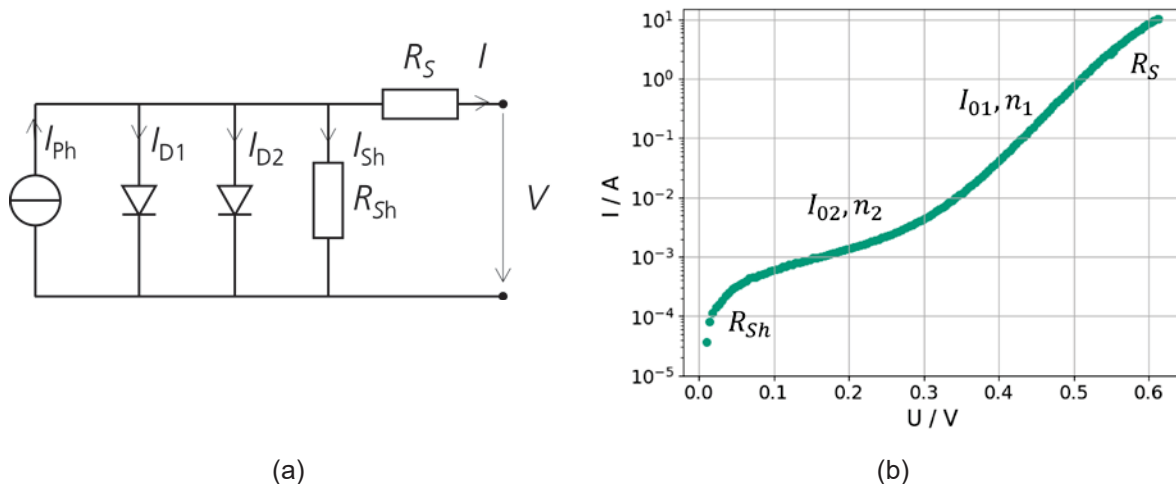 R_S I
I_Ph I_D1 I_D2 I_Sh
R_Sh V
(a)
I / A
10^1
10^0
10^-1
10^-2
10^-3
10^-4
10^-5
R_S
I_01, n_1
I_02, n_2
R_Sh
0.0 0.1 0.2 0.3 0.4 0.5 0.6
U / V
(b)